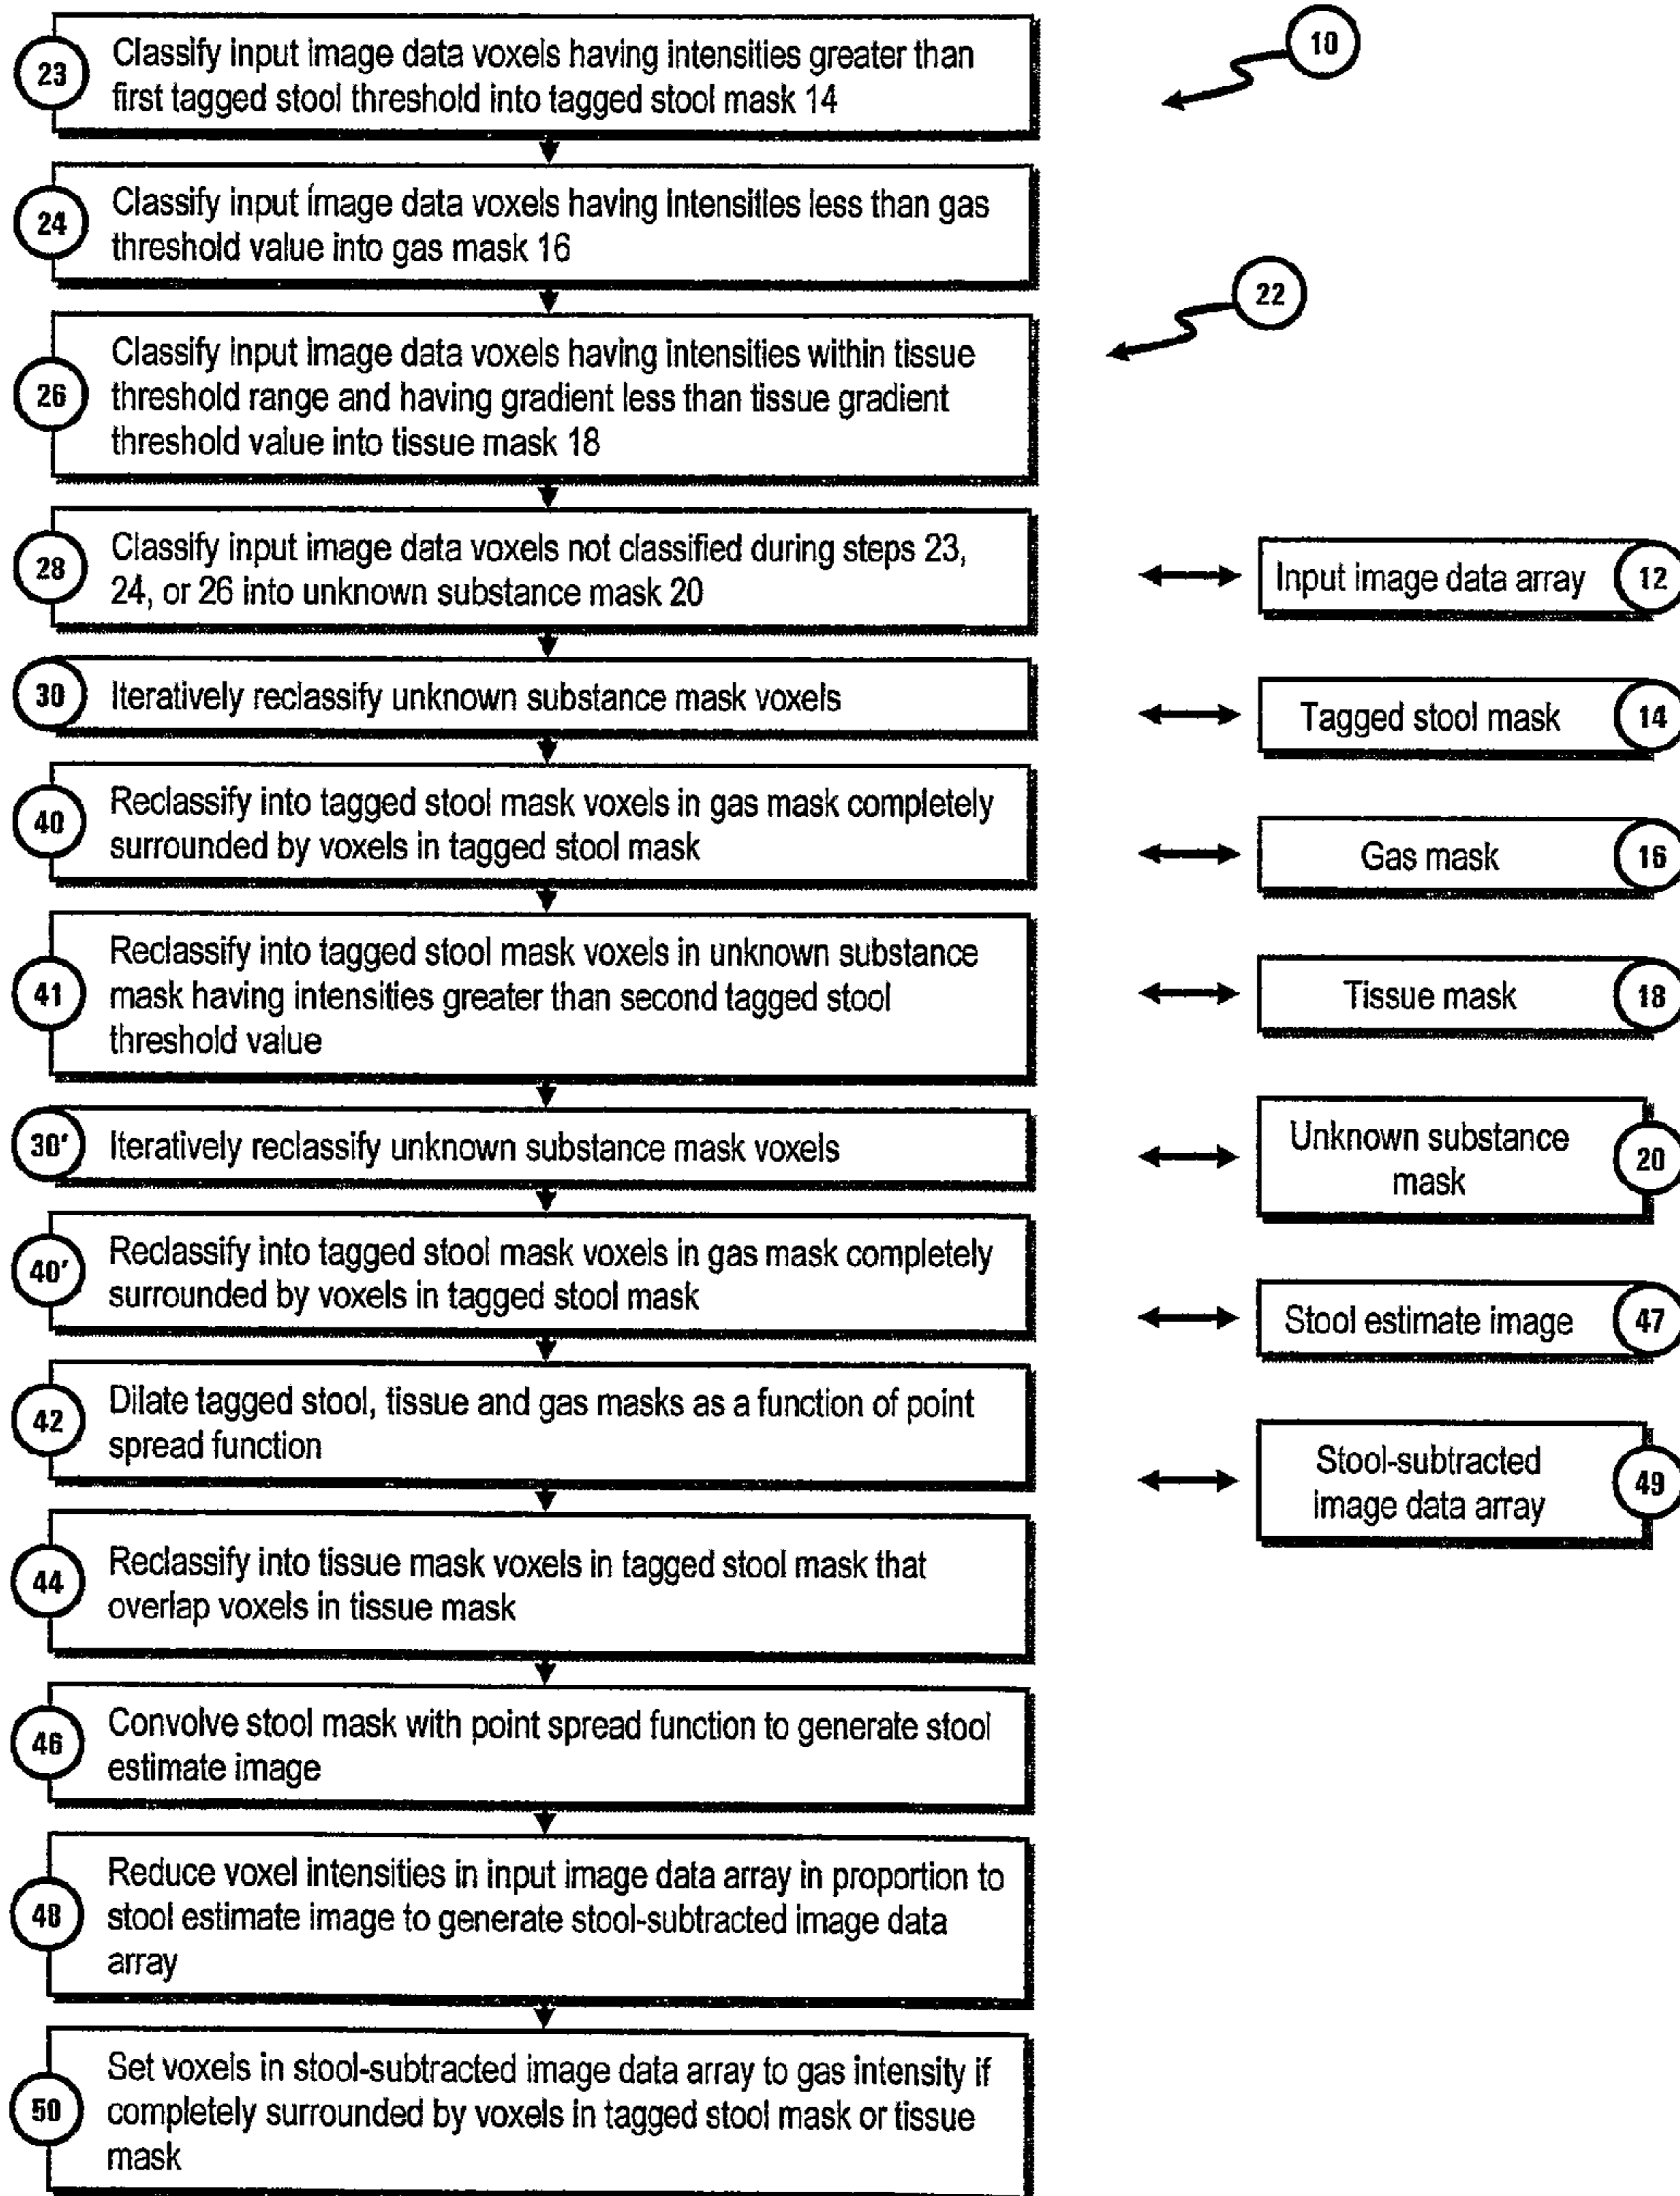 10
23
Classify input image data voxels having intensities greater than
first tagged stool threshold into tagged stool mask 14
24
Classify input image data voxels having intensities less than gas
threshold value into gas mask 16
22
26
Classify input image data voxels having intensities within tissue
threshold range and having gradient less than tissue gradient
threshold value into tissue mask 18
28
Classify input image data voxels not classified during steps 23,
24, or 26 into unknown substance mask 20
30
Iteratively reclassify unknown substance mask voxels
40
Reclassify into tagged stool mask voxels in gas mask completely
surrounded by voxels in tagged stool mask
41
Reclassify into tagged stool mask voxels in unknown substance
mask having intensities greater than second tagged stool
threshold value
30'
Iteratively reclassify unknown substance mask voxels
40'
Reclassify into tagged stool mask voxels in gas mask completely
surrounded by voxels in tagged stool mask
42
Dilate tagged stool, tissue and gas masks as a function of point
spread function
44
Reclassify into tissue mask voxels in tagged stool mask that
overlap voxels in tissue mask
46
Convolve stool mask with point spread function to generate stool
estimate image
48
Reduce voxel intensities in input image data array in proportion to
stool estimate image to generate stool-subtracted image data
array
50
Set voxels in stool-subtracted image data array to gas intensity if
completely surrounded by voxels in tagged stool mask or tissue
mask
Input image data array
12
Tagged stool mask
14
Gas mask
16
Tissue mask
18
Unknown substance
mask
20
Stool estimate image
47
Stool-subtracted
image data array
49